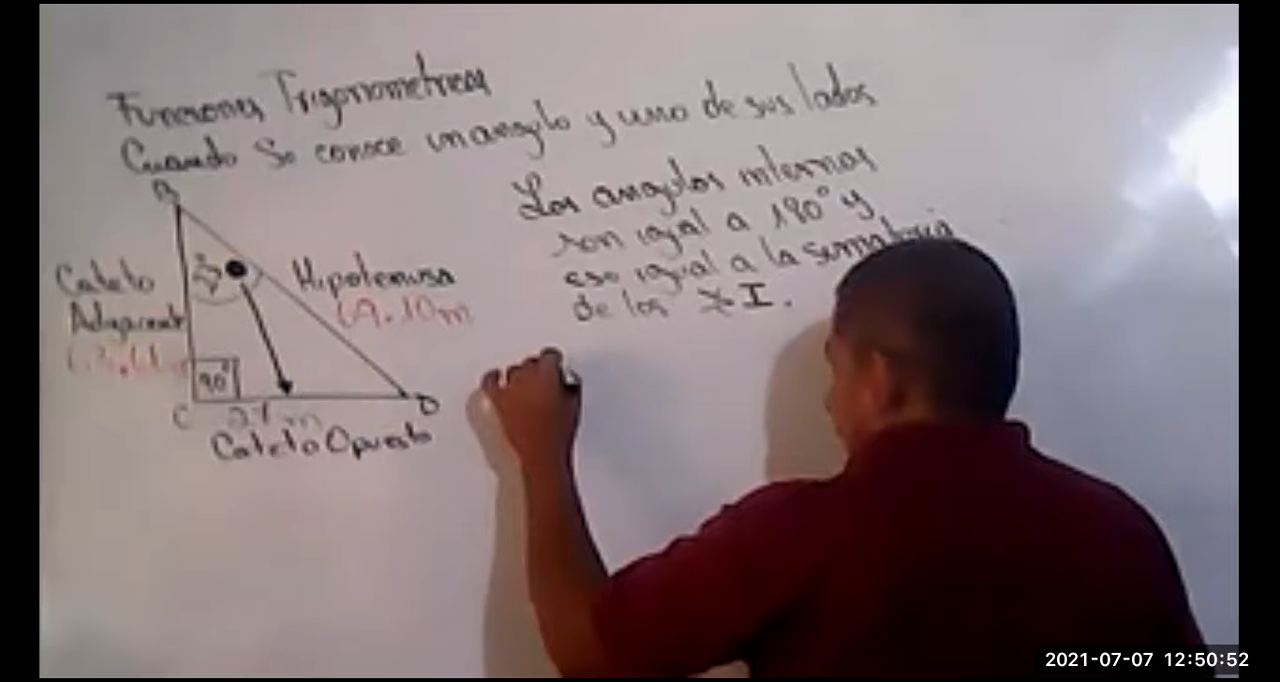 Funciones Trigonometricas
Cuando Se conoce un angulo y uno de sus lados
Los angulos internos
son igual a 180° y
eso igual a la sumatoria
de los ∡I.
Cateto
Adyacente
Hipotenusa
69.10m
90°
C
D
Cateto Opuesto
2021-07-07 12:50:52